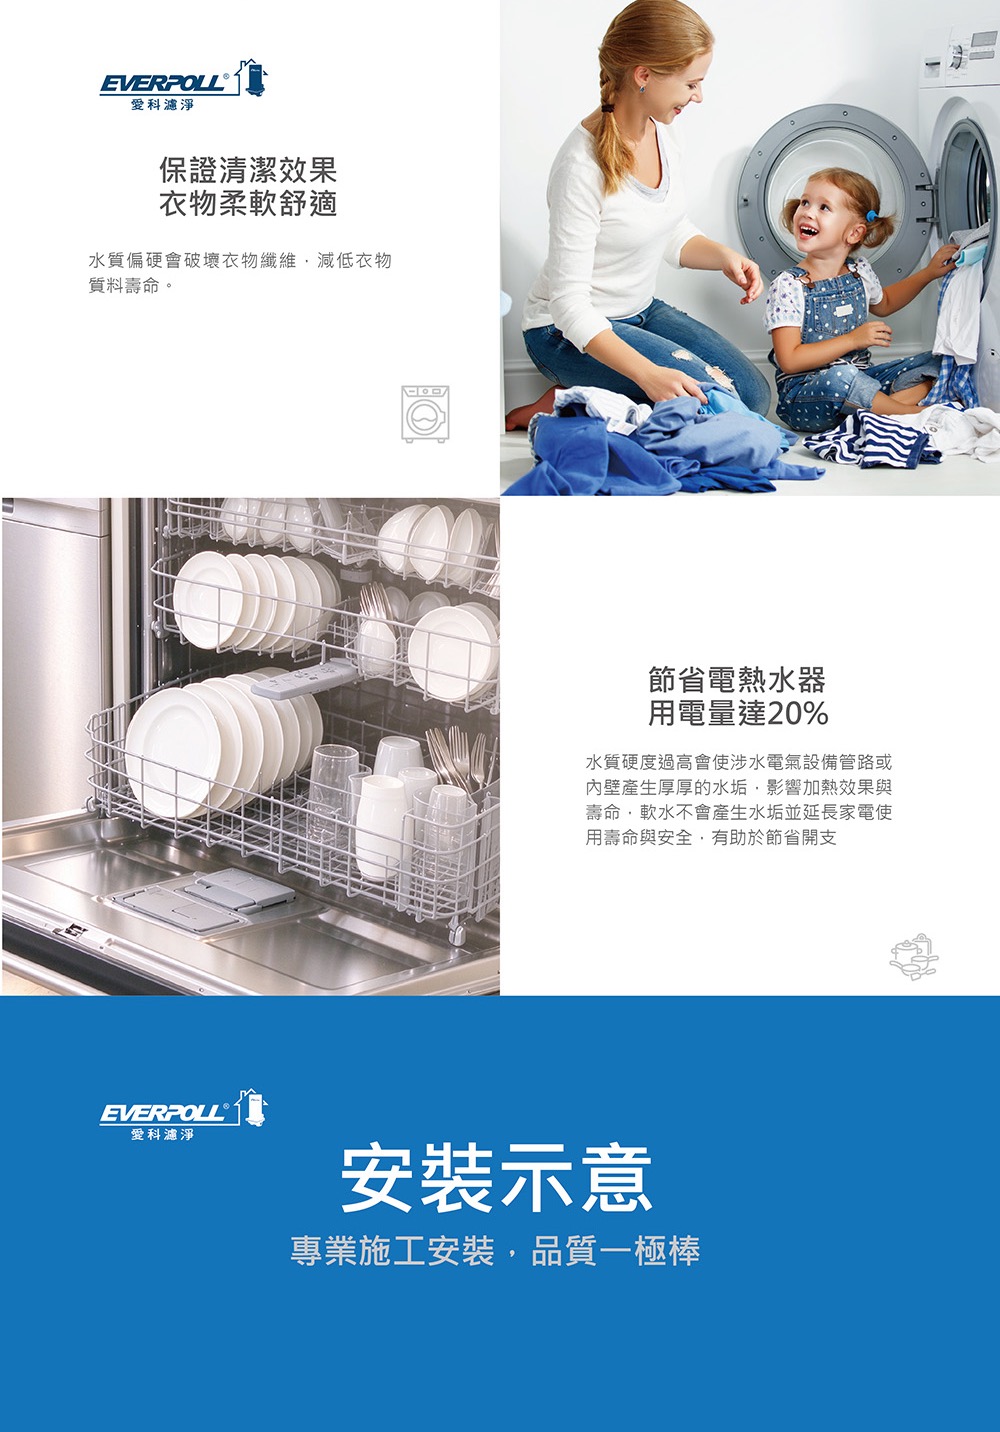 EVERPOLL®
愛科濾淨
保證清潔效果
衣物柔軟舒適
水質偏硬會破壞衣物纖維，減低衣物
質料壽命。
節省電熱水器
用電量達20%
水質硬度過高會使涉水電氣設備管路或
內壁產生厚厚的水垢，影響加熱效果與
壽命，軟水不會產生水垢並延長家電使
用壽命與安全，有助於節省開支
EVERPOLL®
愛科濾淨
安裝示意
專業施工安裝，品質一極棒